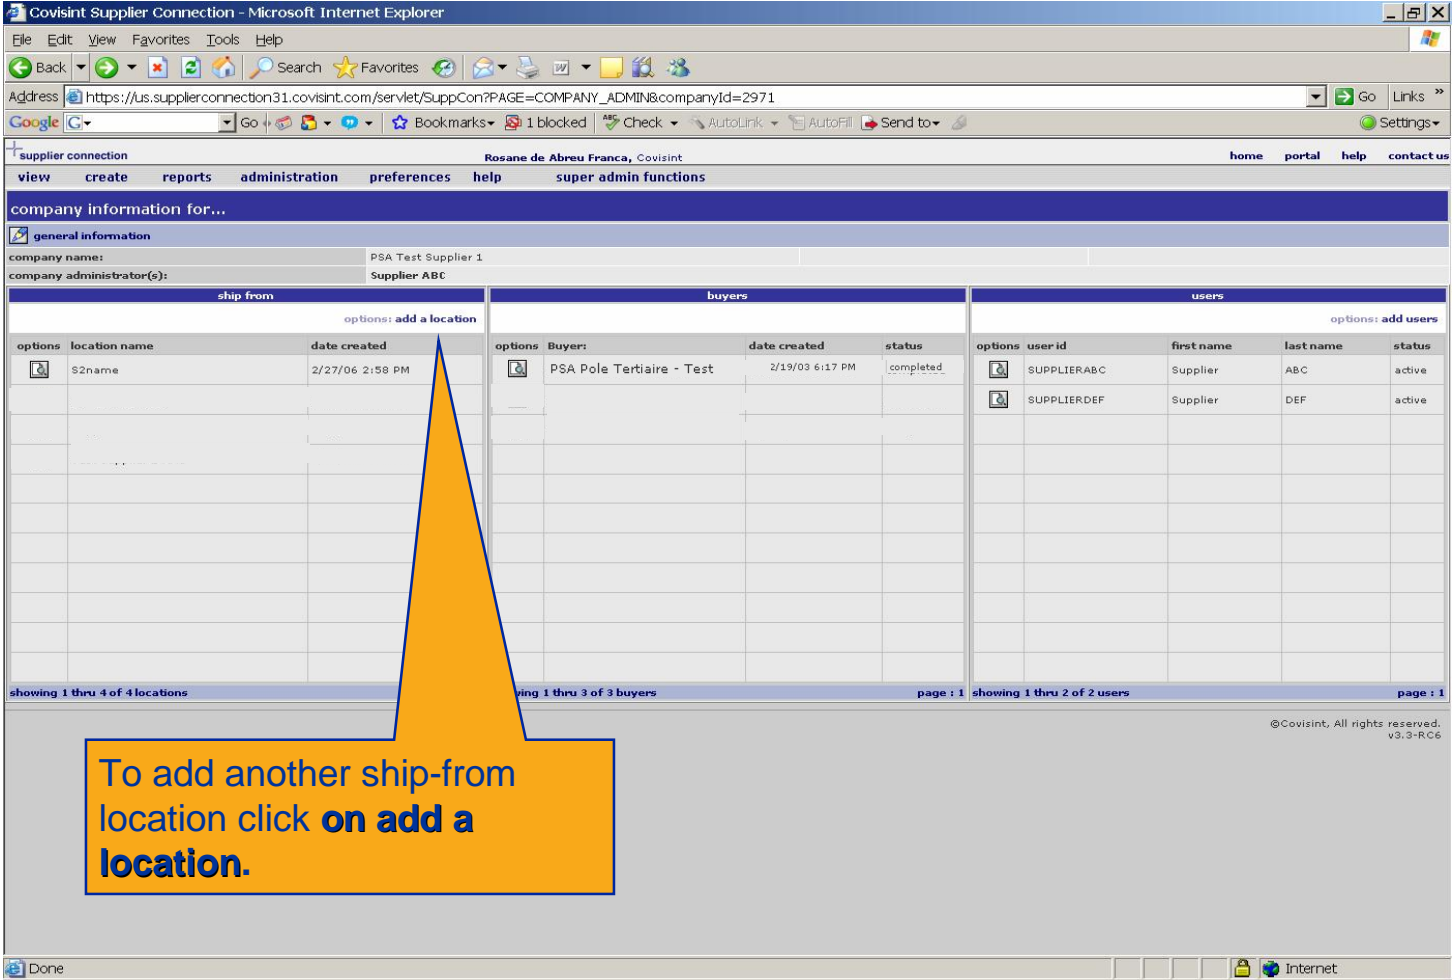 Covisint Supplier Connection - Microsoft Internet Explorer
File Edit View Favorites Tools Help
Back Search Favorites
Address https://us.supplierconnection31.covisint.com/servlet/SuppCon?PAGE=COMPANY_ADMIN&companyId=2971 Go Links »
Google G Go Bookmarks 1 blocked ABC Check AutoLink AutoFill Send to Settings
supplier connection Rosane de Abreu Franca, Covisint home portal help contact us
view create reports administration preferences help super admin functions
company information for...
general information
company name: PSA Test Supplier 1
company administrator(s): Supplier ABC
ship from buyers users
options: add a location options: add users
options location name date created options Buyer: date created status options user id first name last name status
S2name 2/27/06 2:58 PM PSA Pole Tertiaire - Test 2/19/03 6:17 PM completed SUPPLIERABC Supplier ABC active
SUPPLIERDEF Supplier DEF active
showing 1 thru 4 of 4 locations 1 thru 3 of 3 buyers page : 1 showing 1 thru 2 of 2 users page : 1
©Covisint, All rights reserved.
v3.3-RC6
To add another ship-from
location click on add a
location.
Done Internet